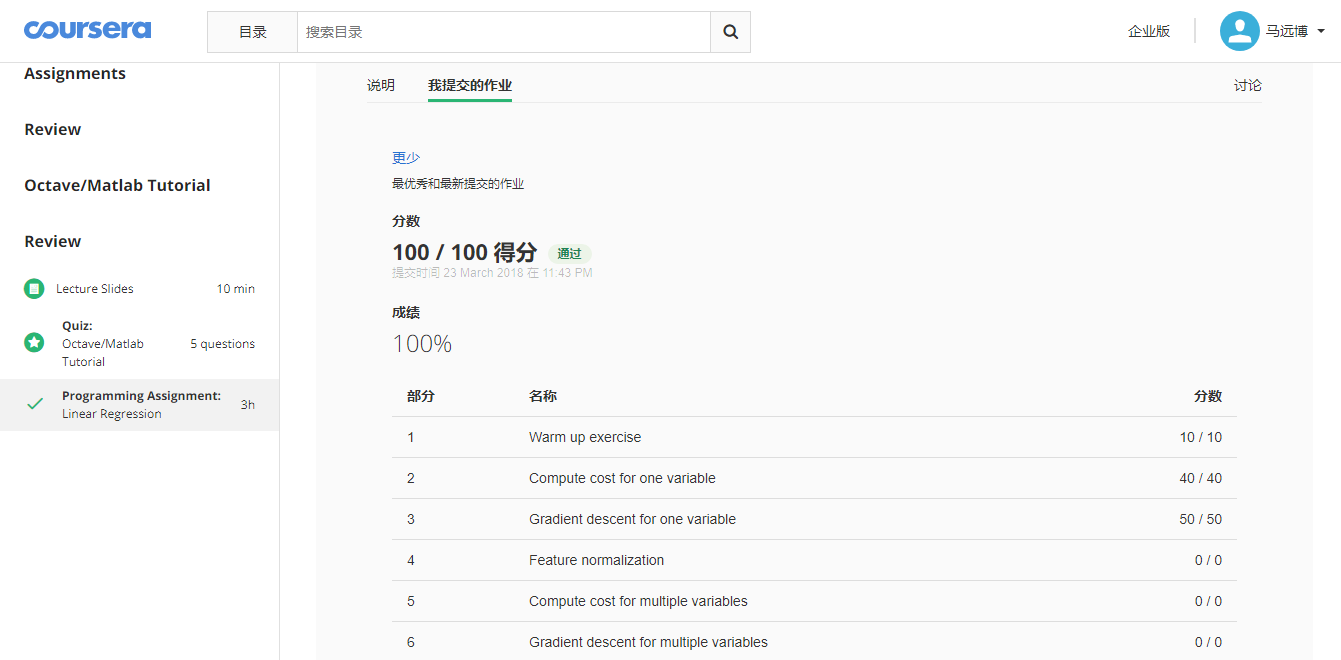 coursera
目录
搜索目录
企业版
马远博
Assignments
Review
Octave/Matlab Tutorial
Review
Lecture Slides 10 min
Quiz:
Octave/Matlab 5 questions
Tutorial
Programming Assignment:
Linear Regression 3h
说明 我提交的作业 讨论
更少
最优秀和最新提交的作业
分数
100 / 100 得分 通过
提交时间 23 March 2018 在 11:43 PM
成绩
100%
部分 名称 分数
1 Warm up exercise 10 / 10
2 Compute cost for one variable 40 / 40
3 Gradient descent for one variable 50 / 50
4 Feature normalization 0 / 0
5 Compute cost for multiple variables 0 / 0
6 Gradient descent for multiple variables 0 / 0